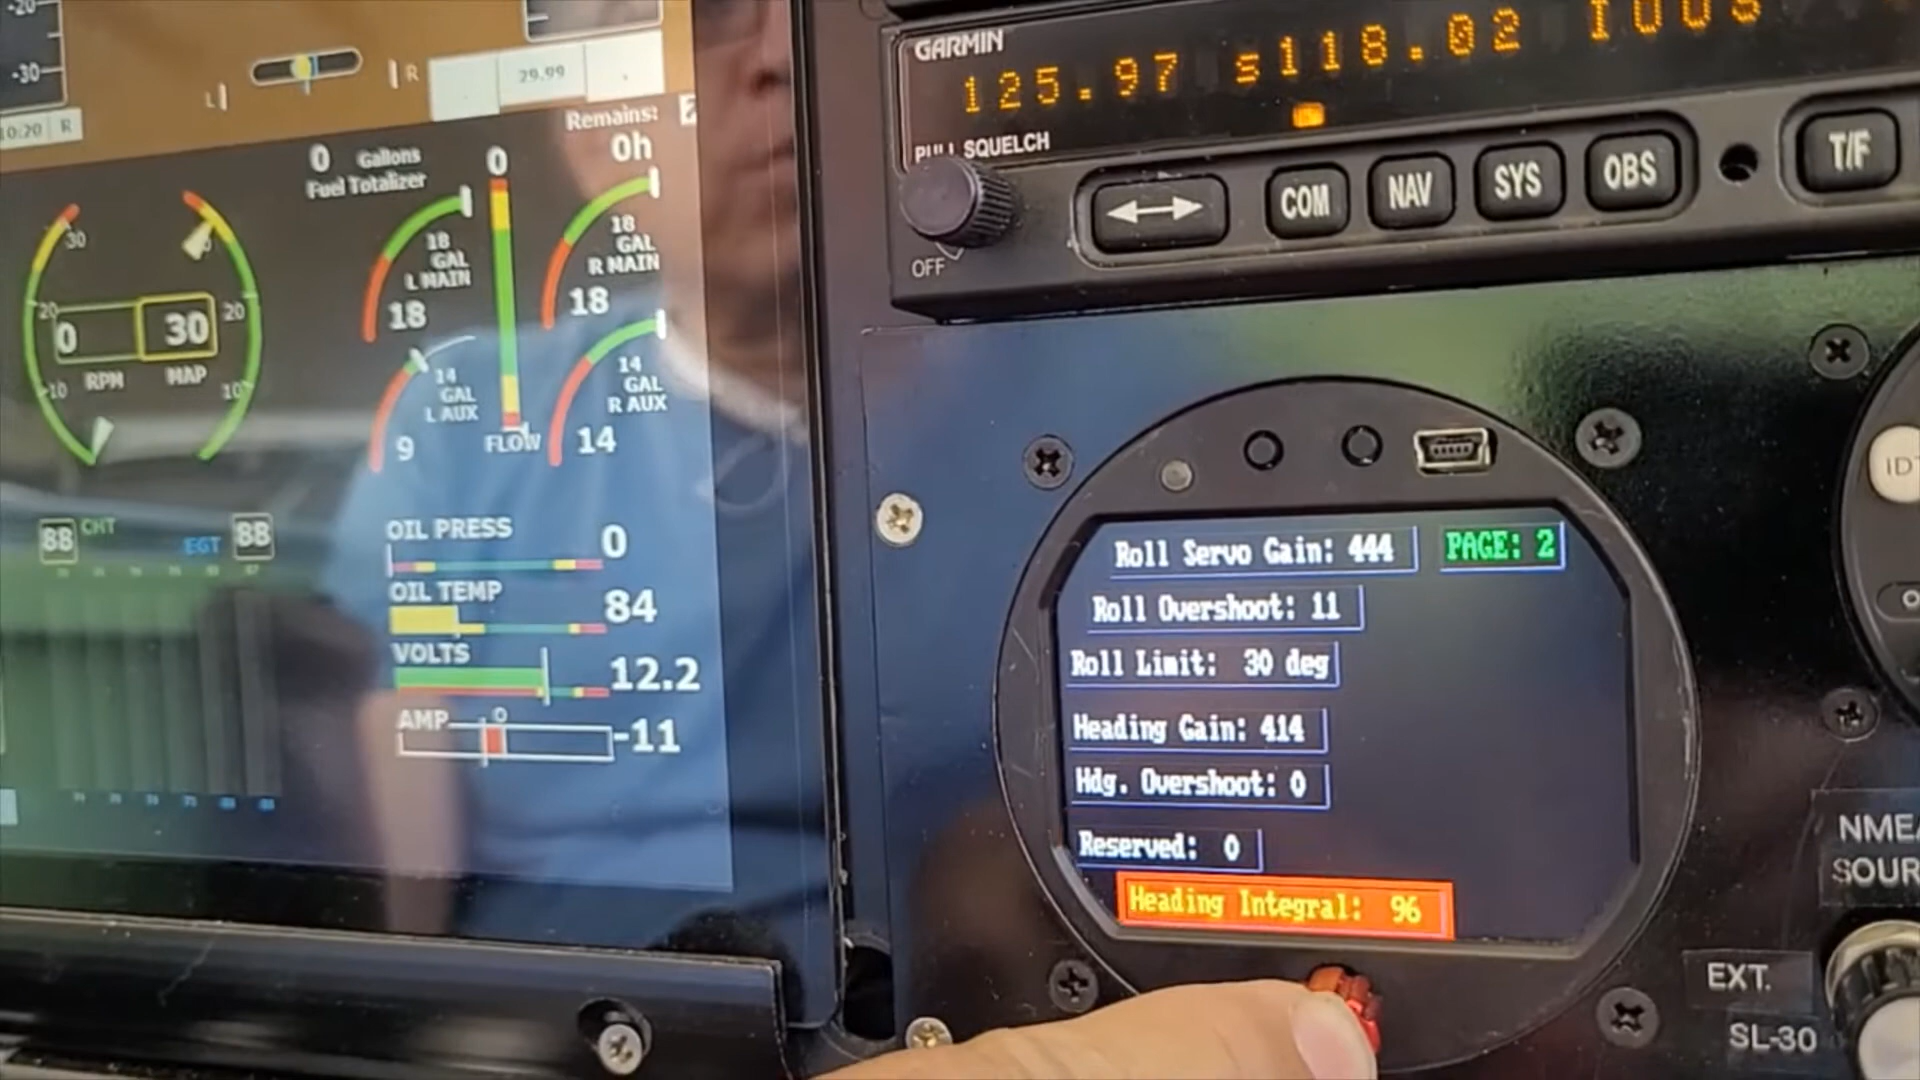 -20
-30
L
R
29.99
10:20 R
Remains:
0h
0 Gallons
Fuel Totalizer
0
30
20
10
0 30
RPM MAP
20
10
18
GAL
L MAIN
18
18
GAL
R MAIN
18
14
GAL
L AUX
9
FLOW
14
GAL
R AUX
14
88 CHT
EGT 88
OIL PRESS 0
OIL TEMP 84
VOLTS 12.2
AMP 0 -11
GARMIN
125.97 s118.02
PULL SQUELCH
OFF
COM NAV SYS OBS T/F
Roll Servo Gain: 444 PAGE: 2
Roll Overshoot: 11
Roll Limit: 30 deg
Heading Gain: 414
Hdg. Overshoot: 0
Reserved: 0
Heading Integral: 96
IDT
NMEA
SOUR
EXT.
SL-30